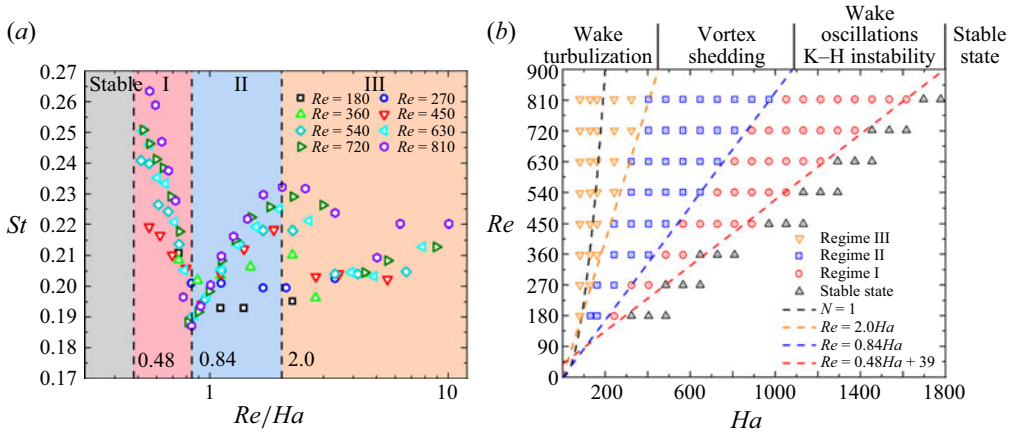 (a)
0.27
0.26
0.25
0.24
0.23
0.22
0.21
0.20
0.19
0.18
0.17
St
Stable
I
II
III
Re = 180
Re = 270
Re = 360
Re = 450
Re = 540
Re = 630
Re = 720
Re = 810
0.48
0.84
2.0
1
10
Re/Ha
(b)
Wake
turbulization
Vortex
shedding
Wake
oscillations
K–H instability
Stable
state
900
810
720
630
540
450
360
270
180
90
0
Re
Regime III
Regime II
Regime I
Stable state
N = 1
Re = 2.0Ha
Re = 0.84Ha
Re = 0.48Ha + 39
200
600
1000
1400
1800
Ha